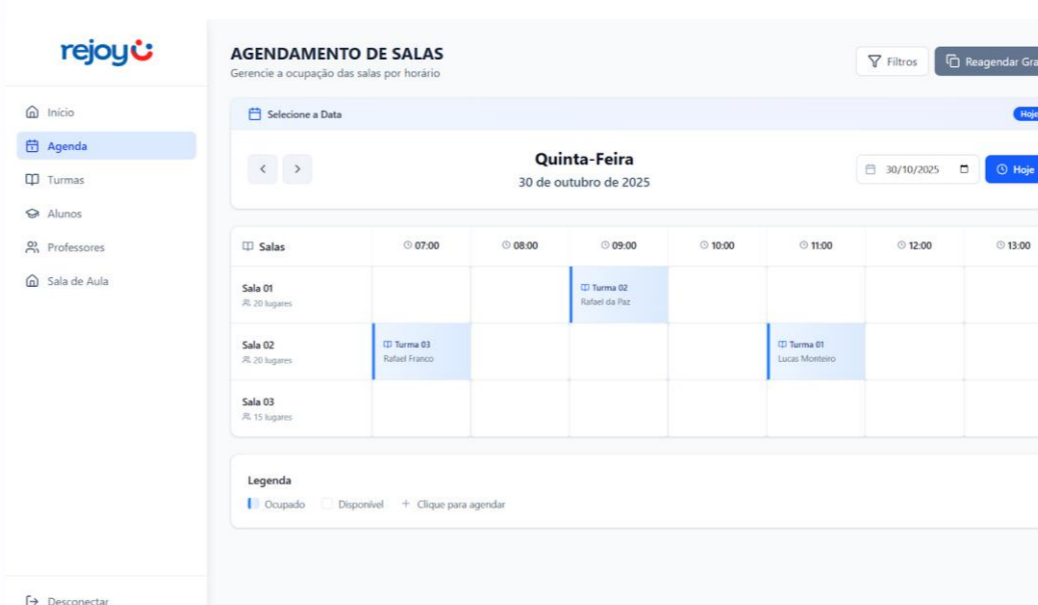 rejoy
AGENDAMENTO DE SALAS
Gerencie a ocupação das salas por horário
Filtros
Reagendar Gra
Início
Agenda
Turmas
Alunos
Professores
Sala de Aula
Desconectar
Selecione a Data
Hoje
Quinta-Feira
30 de outubro de 2025
30/10/2025
Hoje
Salas 07:00 08:00 09:00 10:00 11:00 12:00 13:00
Sala 01
20 lugares
Turma 02
Rafael da Paz
Sala 02
20 lugares
Turma 03
Rafael Franco
Turma 01
Lucas Monteiro
Sala 03
15 lugares
Legenda
Ocupado Disponível + Clique para agendar